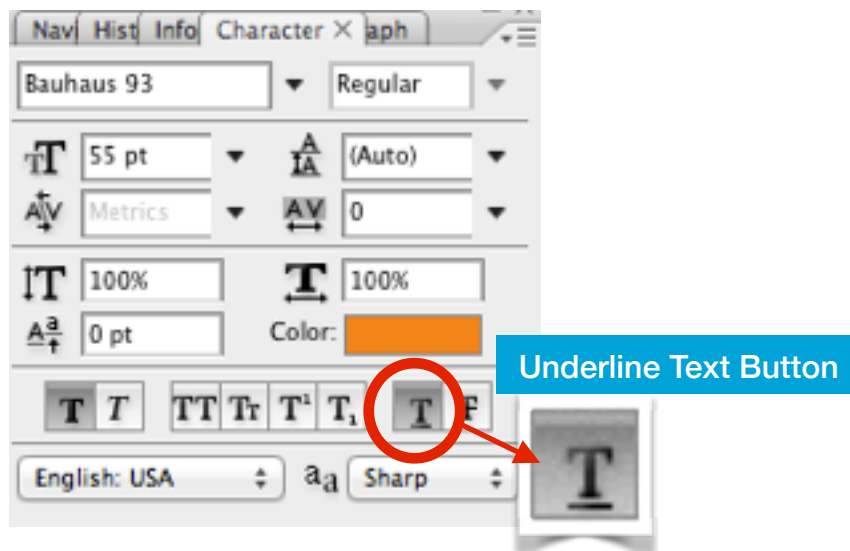 Navi Hist Info Character × aph
Bauhaus 93 Regular
55 pt (Auto)
Metrics 0
100% 100%
0 pt Color:
Underline Text Button
T T TT Tr T¹ T₁ T F
English: USA aa Sharp
T